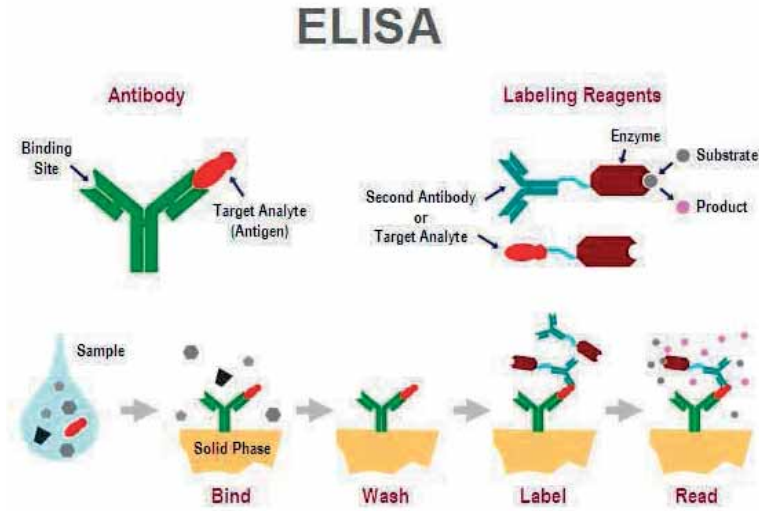 ELISA
Antibody
Binding
Site
Target Analyte
(Antigen)
Labeling Reagents
Enzyme
Substrate
Second Antibody
or
Target Analyte
Product
Sample
Solid Phase
Bind
Wash
Label
Read